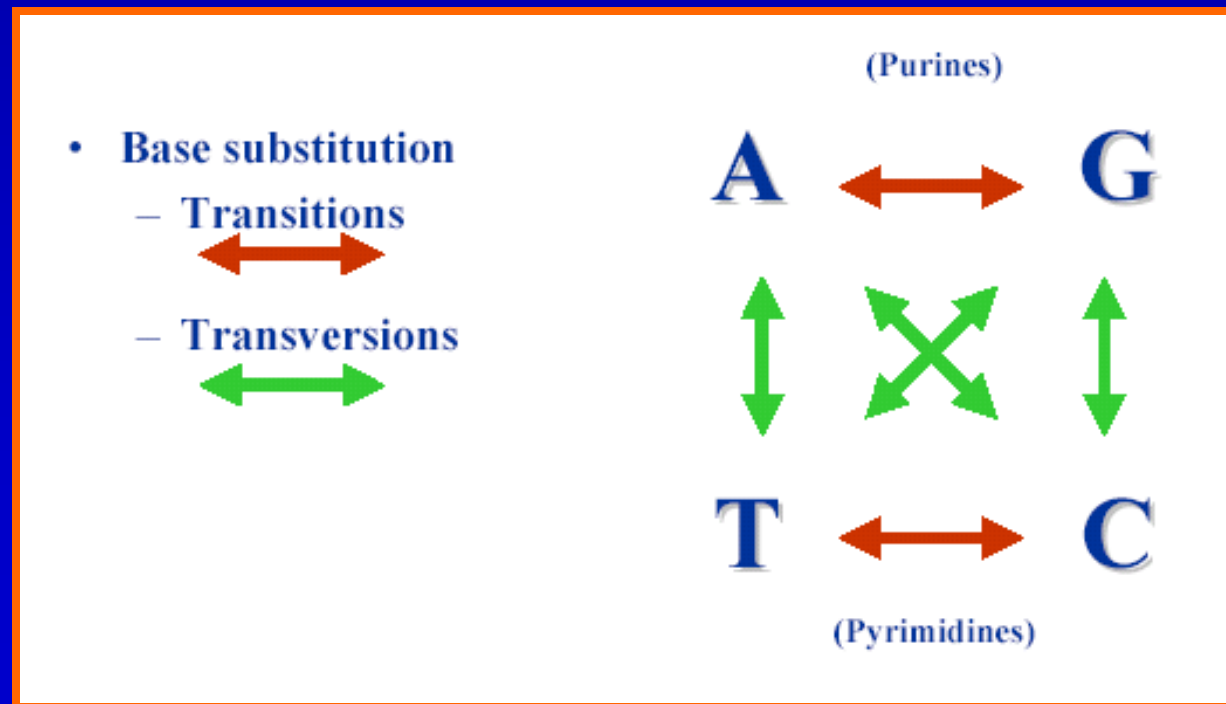 • Base substitution
– Transitions
– Transversions
(Purines)
A G
T C
(Pyrimidines)